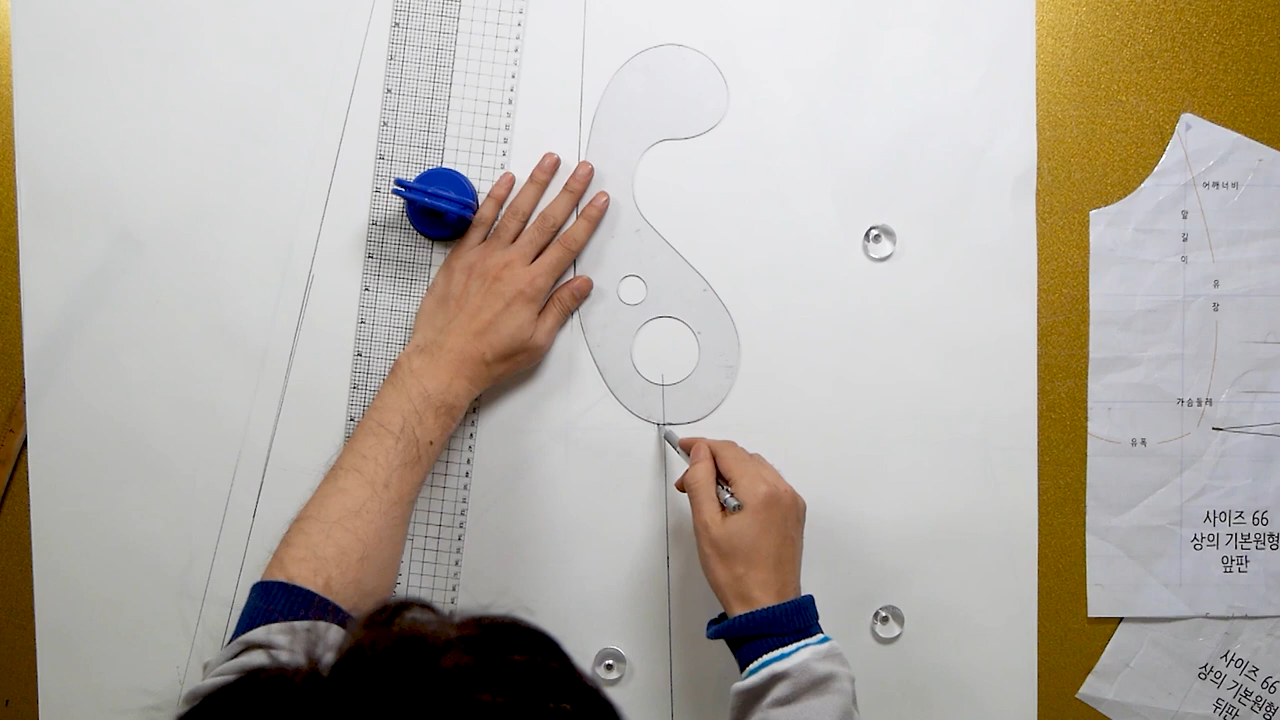 어깨너비
앞
길
이
유
장
가슴둘레
유폭
사이즈 66
상의 기본원형
앞판
사이즈 66
상의 기본원형
뒤판